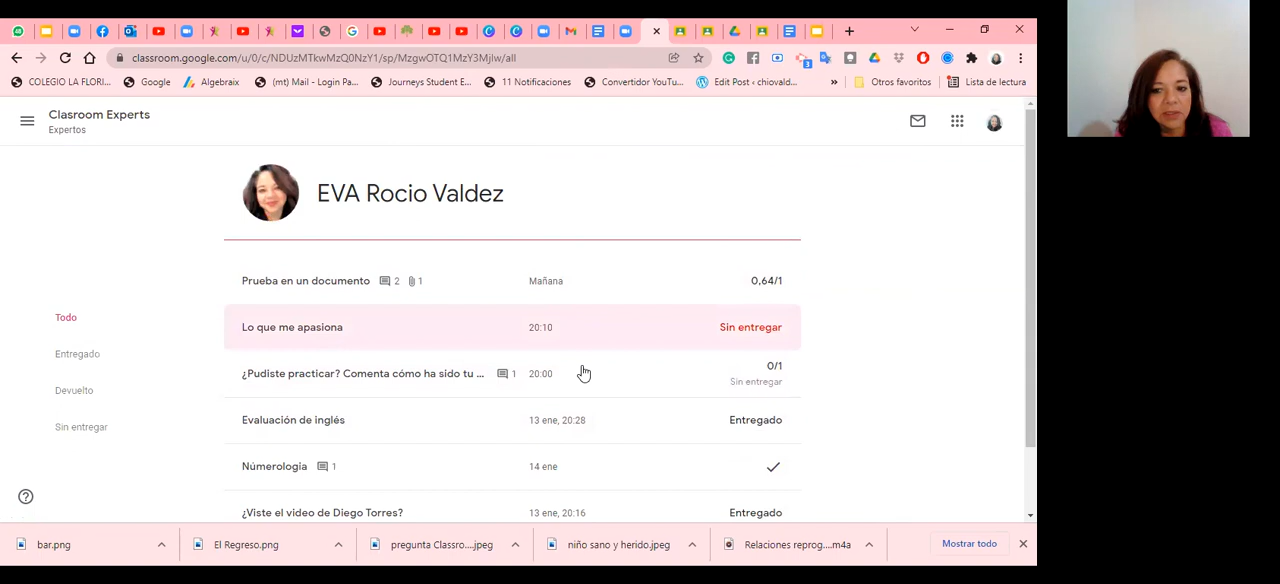 classroom.google.com/u/0/c/NDUzMTkwMzQ0NzY1/sp/MzgwOTQ1MzY3Mjlw/all
COLEGIO LA FLORI...
Google
Algebraix
(mt) Mail - Login Pa...
Journeys Student E...
11 Notificaciones
Convertidor YouTu...
Edit Post ‹ chiovald...
»
Otros favoritos
Lista de lectura
Clasroom Experts
Expertos
EVA Rocio Valdez
Prueba en un documento 2 1 Mañana 0,64/1
Todo
Lo que me apasiona 20:10 Sin entregar
Entregado
¿Pudiste practicar? Comenta cómo ha sido tu ... 1 20:00 0/1
Sin entregar
Devuelto
Evaluación de inglés 13 ene, 20:28 Entregado
Sin entregar
Númerologia 1 14 ene
¿Viste el video de Diego Torres? 13 ene, 20:16 Entregado
bar.png
El Regreso.png
pregunta Classro....jpeg
niño sano y herido.jpeg
Relaciones reprog....m4a
Mostrar todo